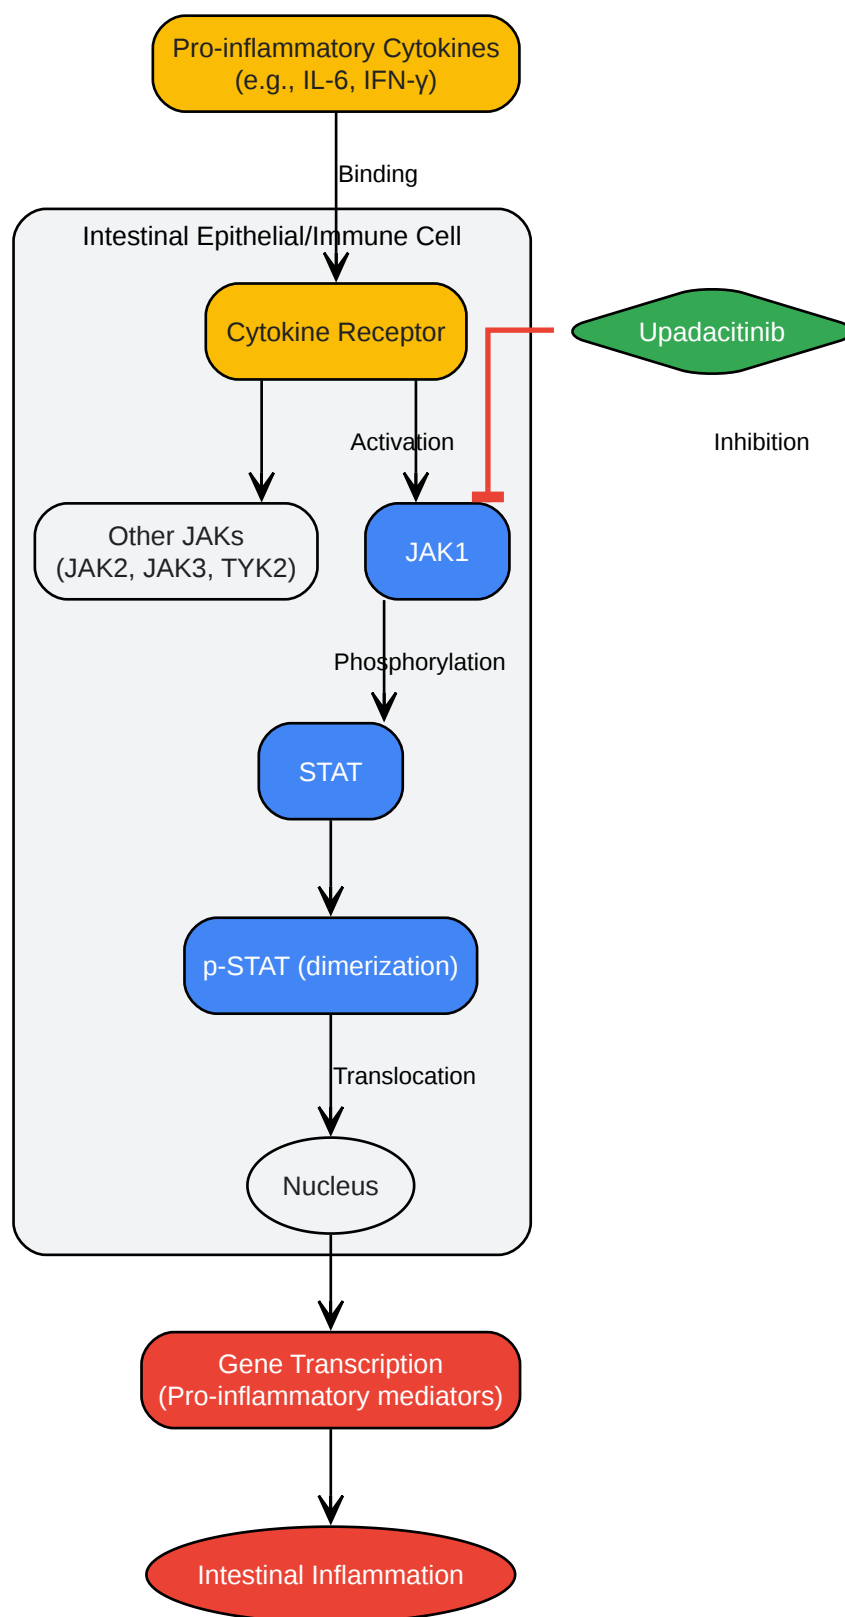 Pro-inflammatory Cytokines
(e.g., IL-6, IFN-γ)
Binding
Intestinal Epithelial/Immune Cell
Cytokine Receptor
Upadacitinib
Activation
Inhibition
Other JAKs
(JAK2, JAK3, TYK2)
JAK1
Phosphorylation
STAT
p-STAT (dimerization)
Translocation
Nucleus
Gene Transcription
(Pro-inflammatory mediators)
Intestinal Inflammation